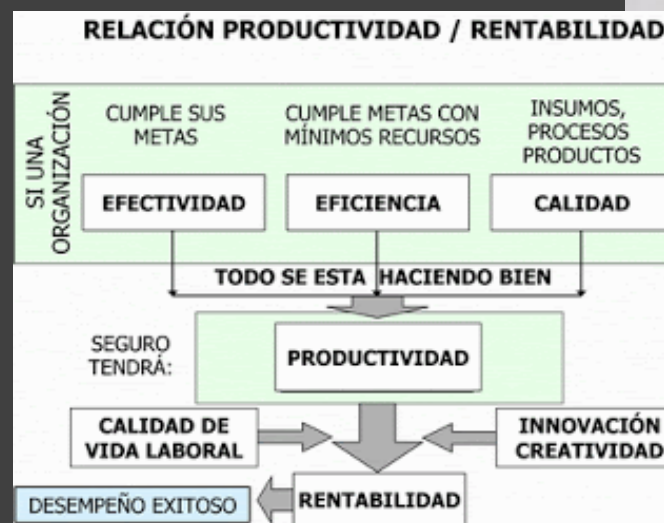 RELACIÓN PRODUCTIVIDAD / RENTABILIDAD
SI UNA
ORGANIZACIÓN
CUMPLE SUS
METAS
CUMPLE METAS CON
MÍNIMOS RECURSOS
INSUMOS,
PROCESOS
PRODUCTOS
EFECTIVIDAD
EFICIENCIA
CALIDAD
TODO SE ESTA HACIENDO BIEN
SEGURO
TENDRÁ:
PRODUCTIVIDAD
CALIDAD DE
VIDA LABORAL
INNOVACIÓN
CREATIVIDAD
DESEMPEÑO EXITOSO
RENTABILIDAD